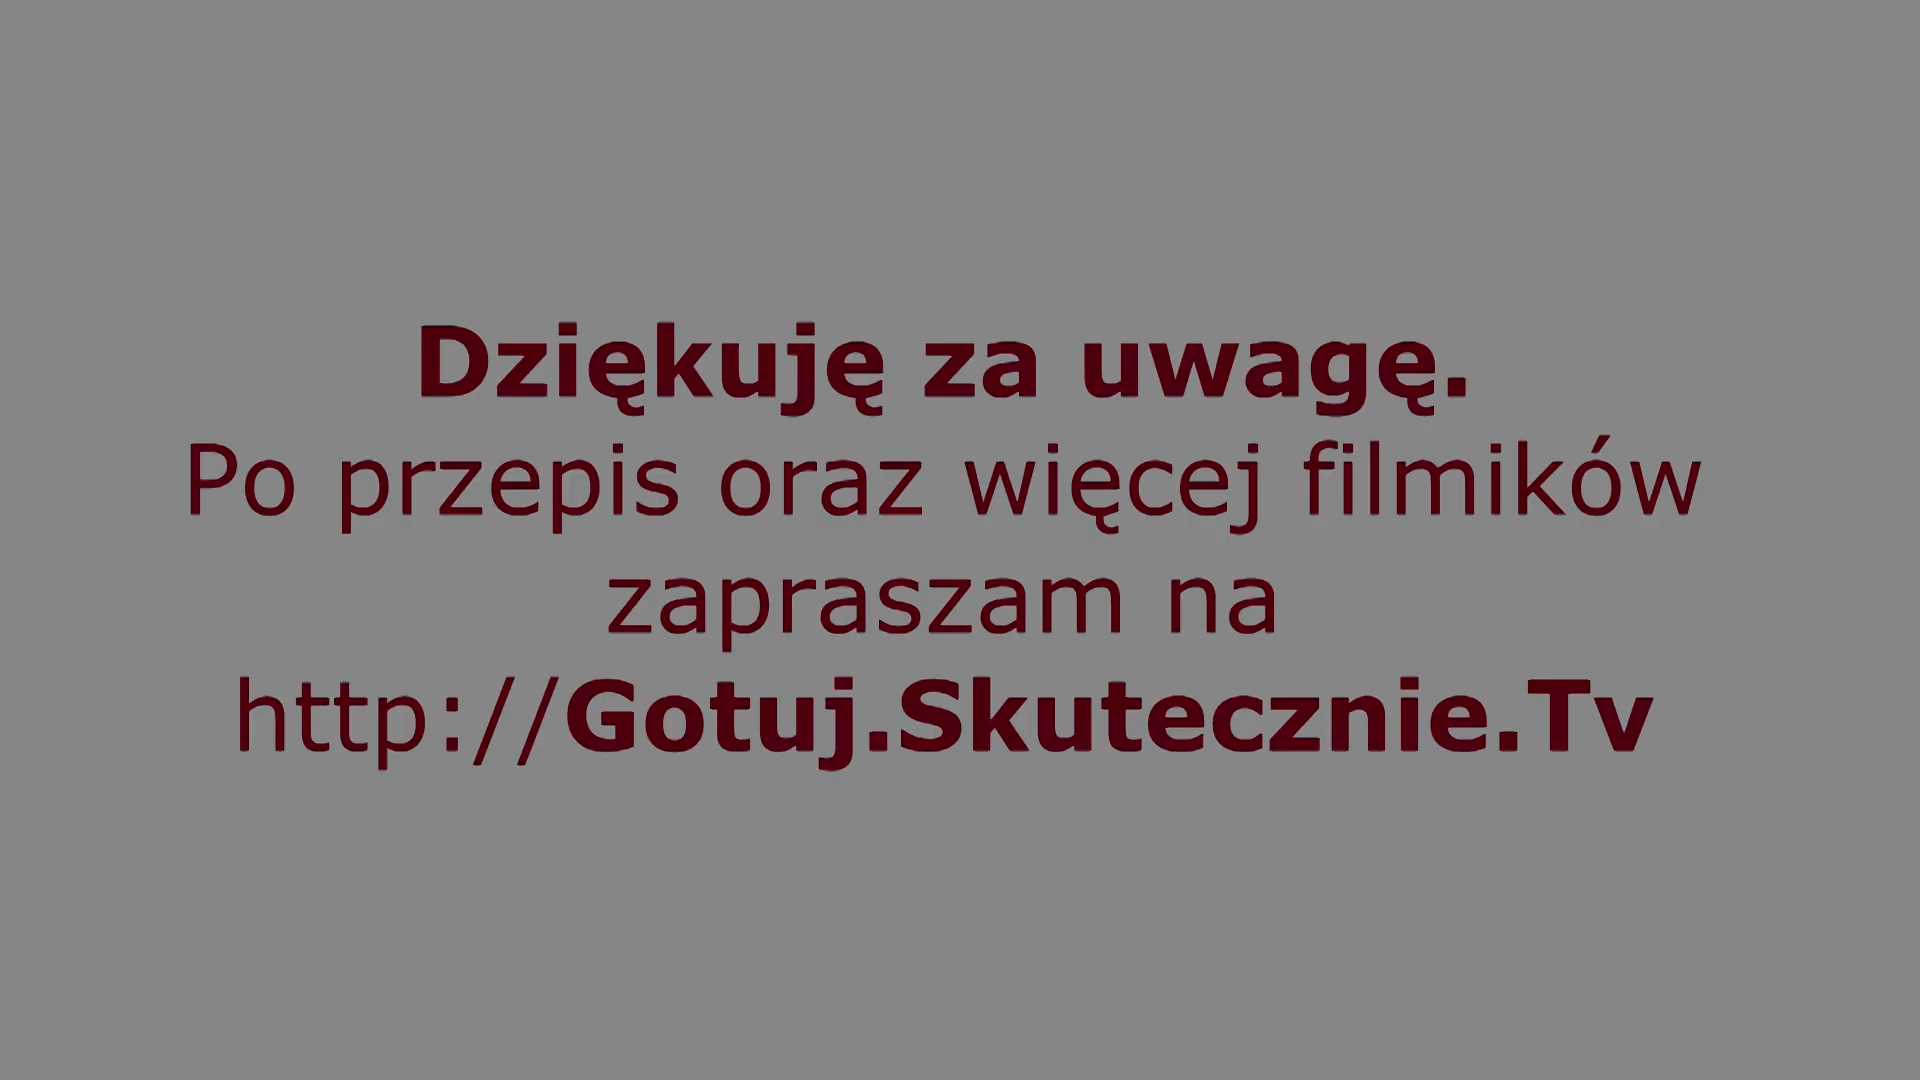 Dziękuję za uwagę.
Po przepis oraz więcej filmików
zapraszam na
http://Gotuj.Skutecznie.Tv